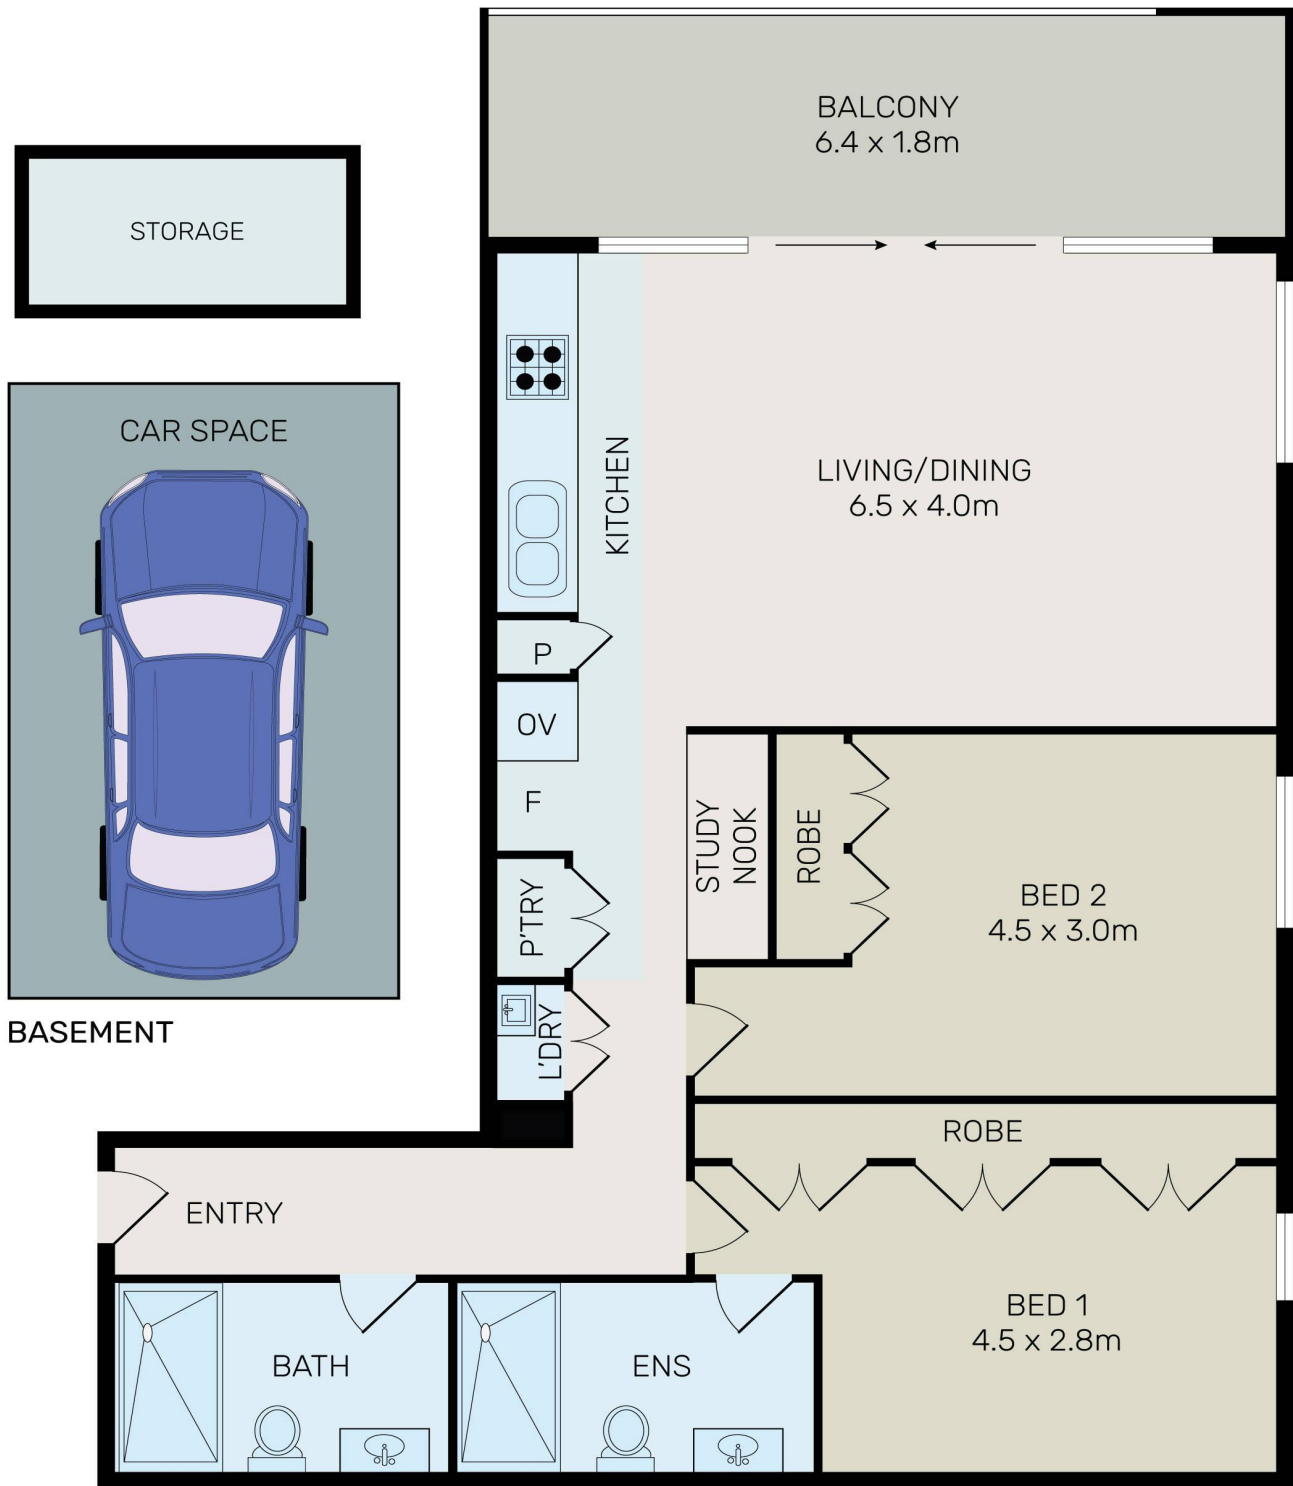 BALCONY
6.4 x 1.8m
STORAGE
CAR SPACE
BASEMENT
KITCHEN
LIVING/DINING
6.5 x 4.0m
P
OV
F
P'TRY
L'DRY
STUDY
NOOK
ROBE
BED 2
4.5 x 3.0m
ROBE
ENTRY
BED 1
4.5 x 2.8m
BATH
ENS